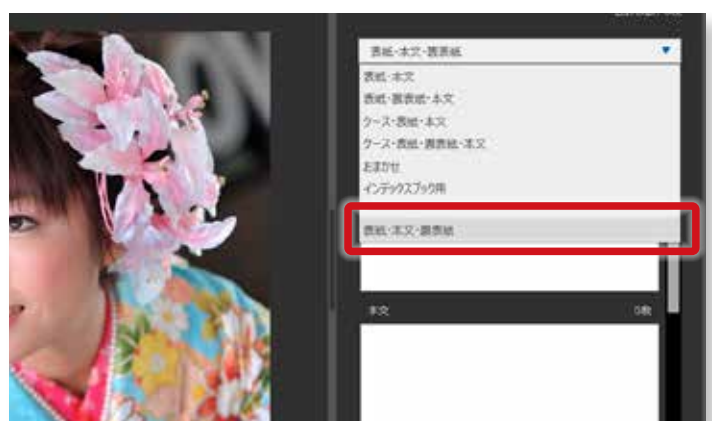 表紙・本文・裏表紙
表紙・本文
表紙・裏表紙・本文
ケース・表紙・本文
ケース・表紙・裏表紙・本文
おまかせ
インデックスブック用
表紙・本文・裏表紙
本文 0枚